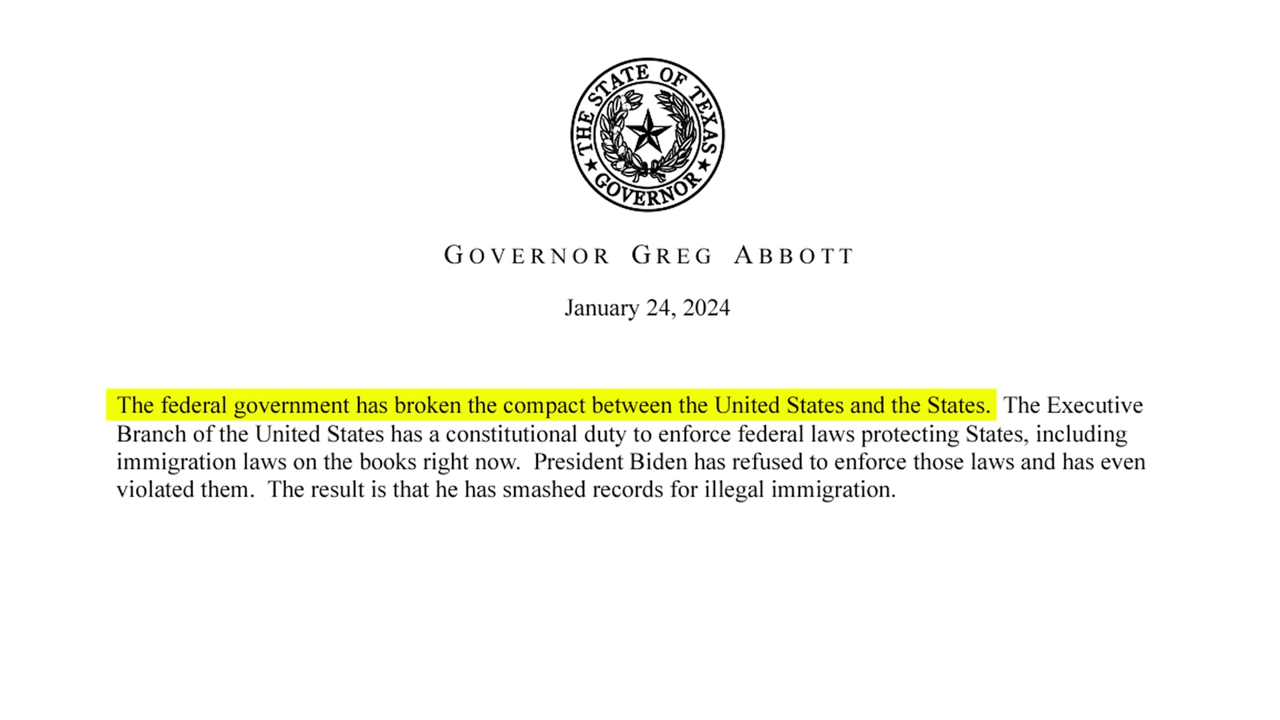 THE STATE OF TEXAS
GOVERNOR
GOVERNOR GREG ABBOTT
January 24, 2024
The federal government has broken the compact between the United States and the States. The Executive
Branch of the United States has a constitutional duty to enforce federal laws protecting States, including
immigration laws on the books right now. President Biden has refused to enforce those laws and has even
violated them. The result is that he has smashed records for illegal immigration.